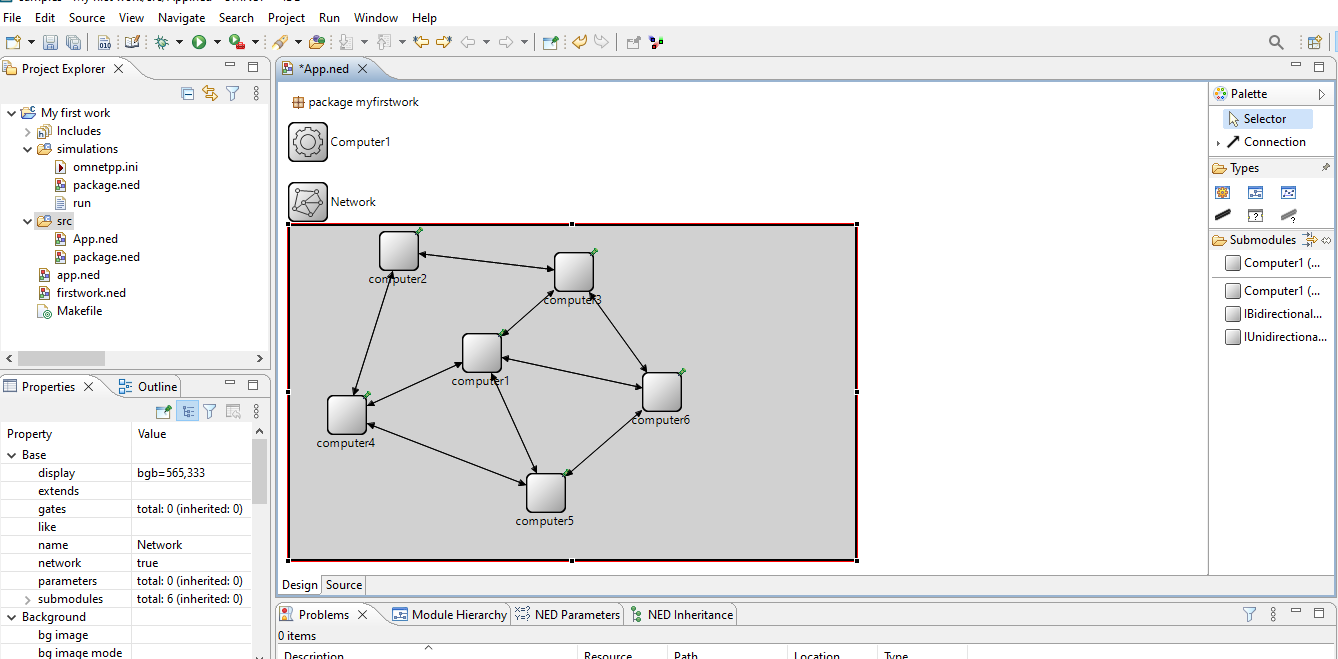 File Edit Source View Navigate Search Project Run Window Help
Project Explorer
My first work
Includes
simulations
omnetpp.ini
package.ned
run
src
App.ned
package.ned
app.ned
firstwork.ned
Makefile
Properties Outline
Property Value
Base
display bgb=565,333
extends
gates total: 0 (inherited: 0)
like
name Network
network true
parameters total: 0 (inherited: 0)
submodules total: 6 (inherited: 0)
Background
bg image
bg image mode
*App.ned
package myfirstwork
Computer1
Network
computer2
computer3
computer1
computer6
computer4
computer5
Design Source
Palette
Selector
Connection
Types
Submodules
Computer1 (...
Computer1 (...
IBidirectional...
IUnidirectiona...
Problems Module Hierarchy NED Parameters NED Inheritance
0 items
Description Resource Path Location Type